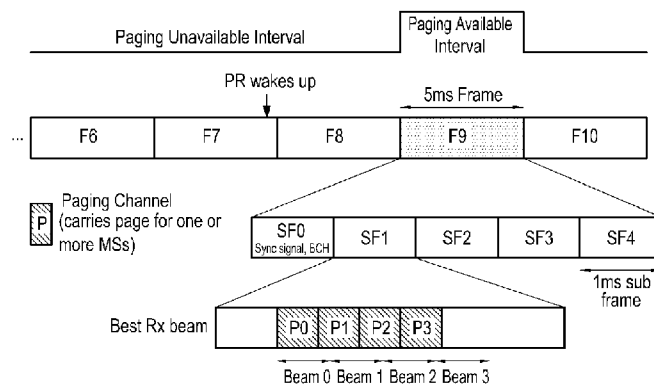 Paging Unavailable Interval
Paging Available
Interval
PR wakes up
5ms Frame
... F6 F7 F8 F9 F10
P
Paging Channel
(carries page for one or
more MSs)
SF0
Sync signal, BCH
SF1 SF2 SF3 SF4
1ms sub
frame
Best Rx beam
P0 P1 P2 P3
Beam 0 Beam 1 Beam 2 Beam 3